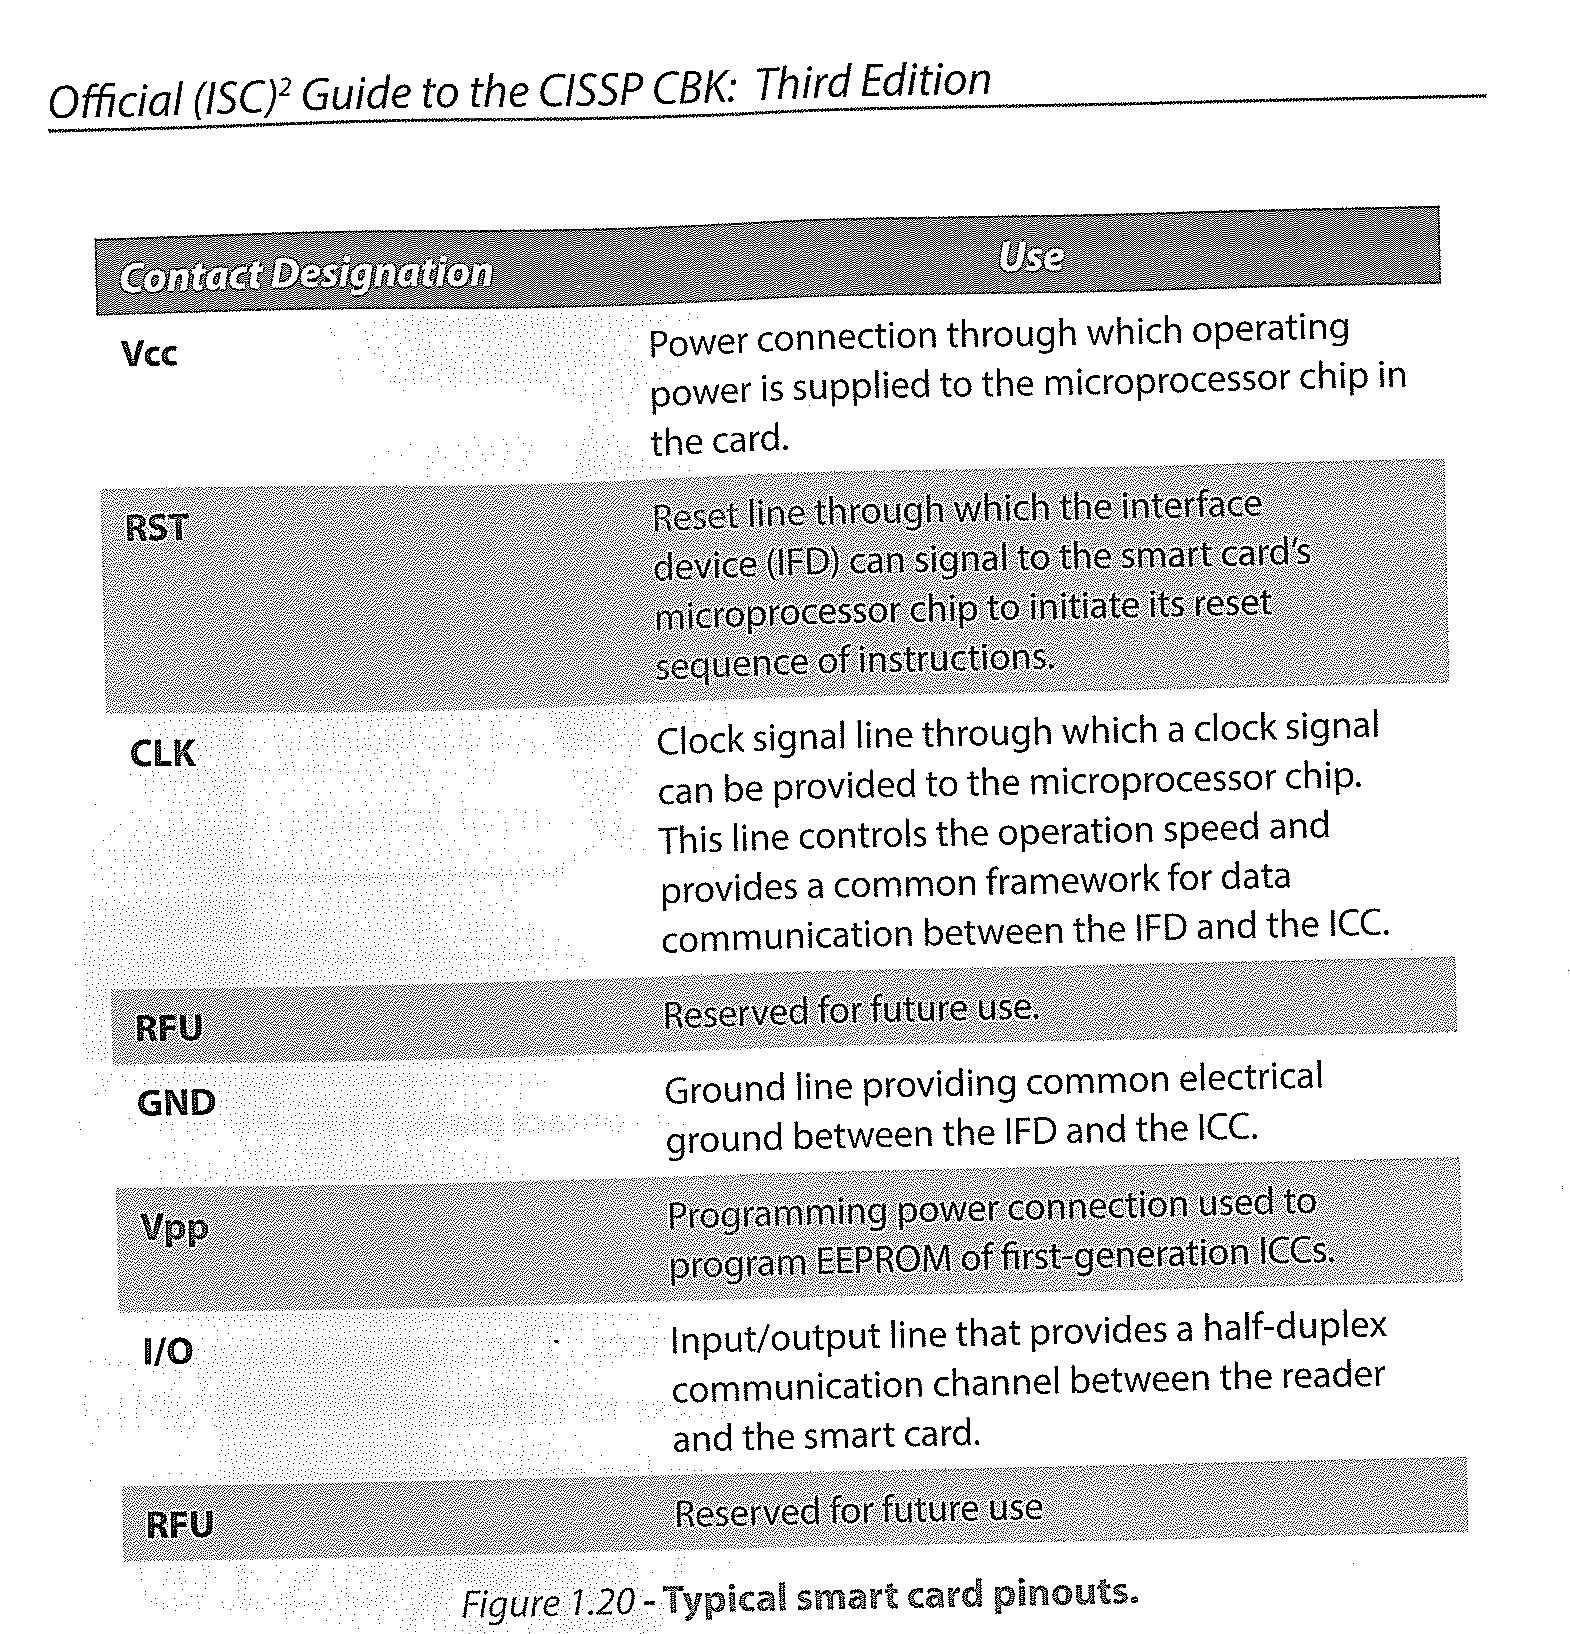 Official (ISC)² Guide to the CISSP CBK: Third Edition
Contact Designation Use
Vcc Power connection through which operating
power is supplied to the microprocessor chip in
the card.
RST Reset line through which the interface
device (IFD) can signal to the smart card's
microprocessor chip to initiate its reset
sequence of instructions.
CLK Clock signal line through which a clock signal
can be provided to the microprocessor chip.
This line controls the operation speed and
provides a common framework for data
communication between the IFD and the ICC.
RFU Reserved for future use.
GND Ground line providing common electrical
ground between the IFD and the ICC.
Vpp Programming power connection used to
program EEPROM of first-generation ICCs.
I/O Input/output line that provides a half-duplex
communication channel between the reader
and the smart card.
RFU Reserved for future use
Figure 1.20 - Typical smart card pinouts.